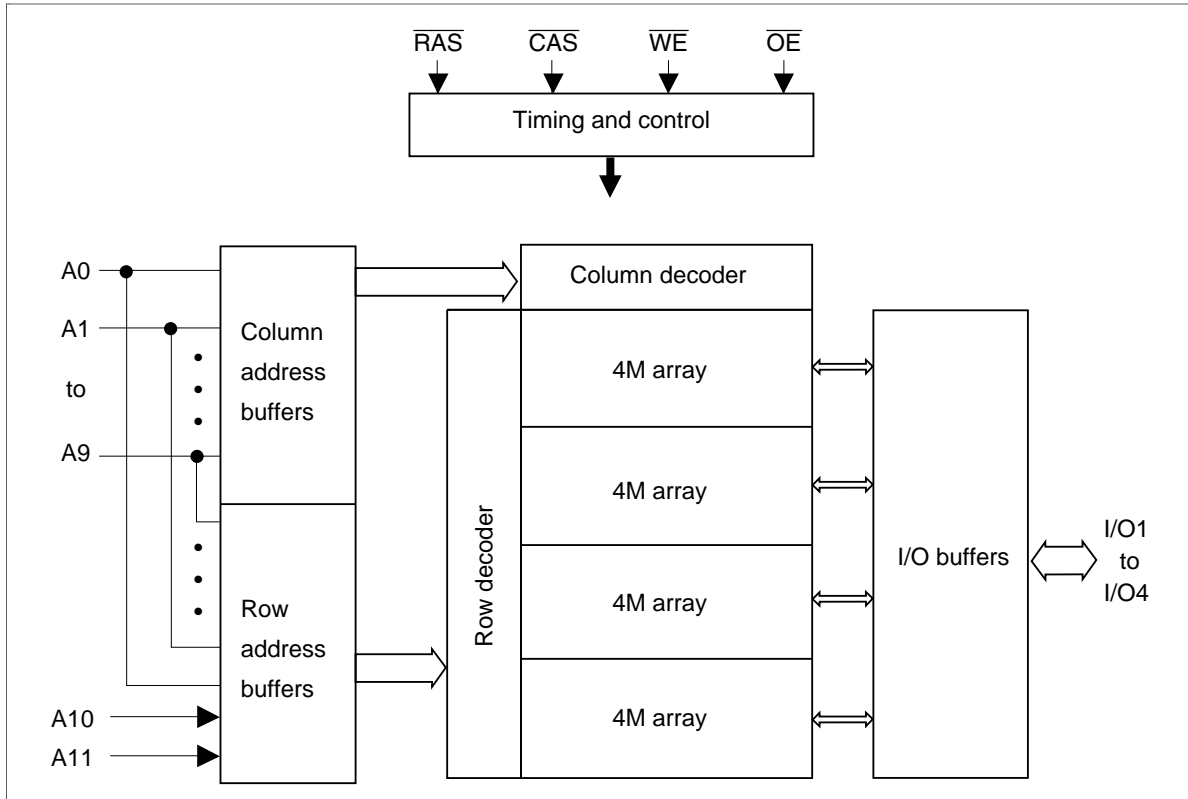 RAS CAS WE OE
Timing and control
A0
A1
to
A9
A10
A11
Column
address
buffers
Row
address
buffers
Column decoder
Row decoder
4M array
4M array
4M array
4M array
I/O buffers
I/O1
to
I/O4